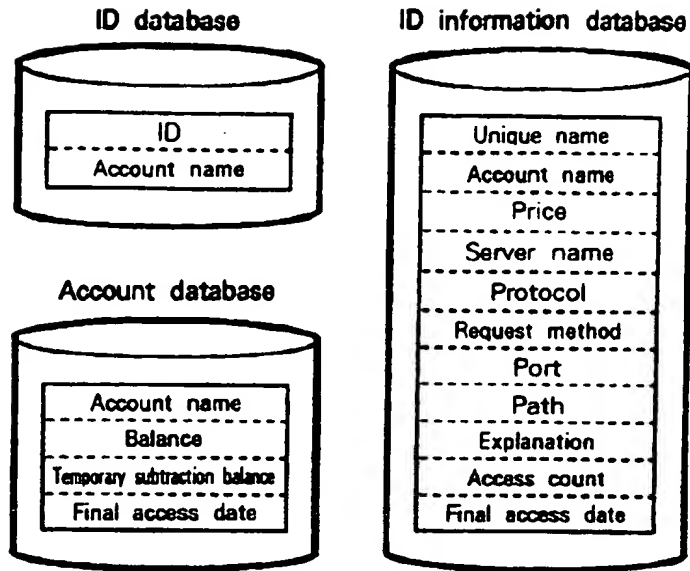 ID database
ID
Account name
Account database
Account name
Balance
Temporary subtraction balance
Final access date
ID information database
Unique name
Account name
Price
Server name
Protocol
Request method
Port
Path
Explanation
Access count
Final access date